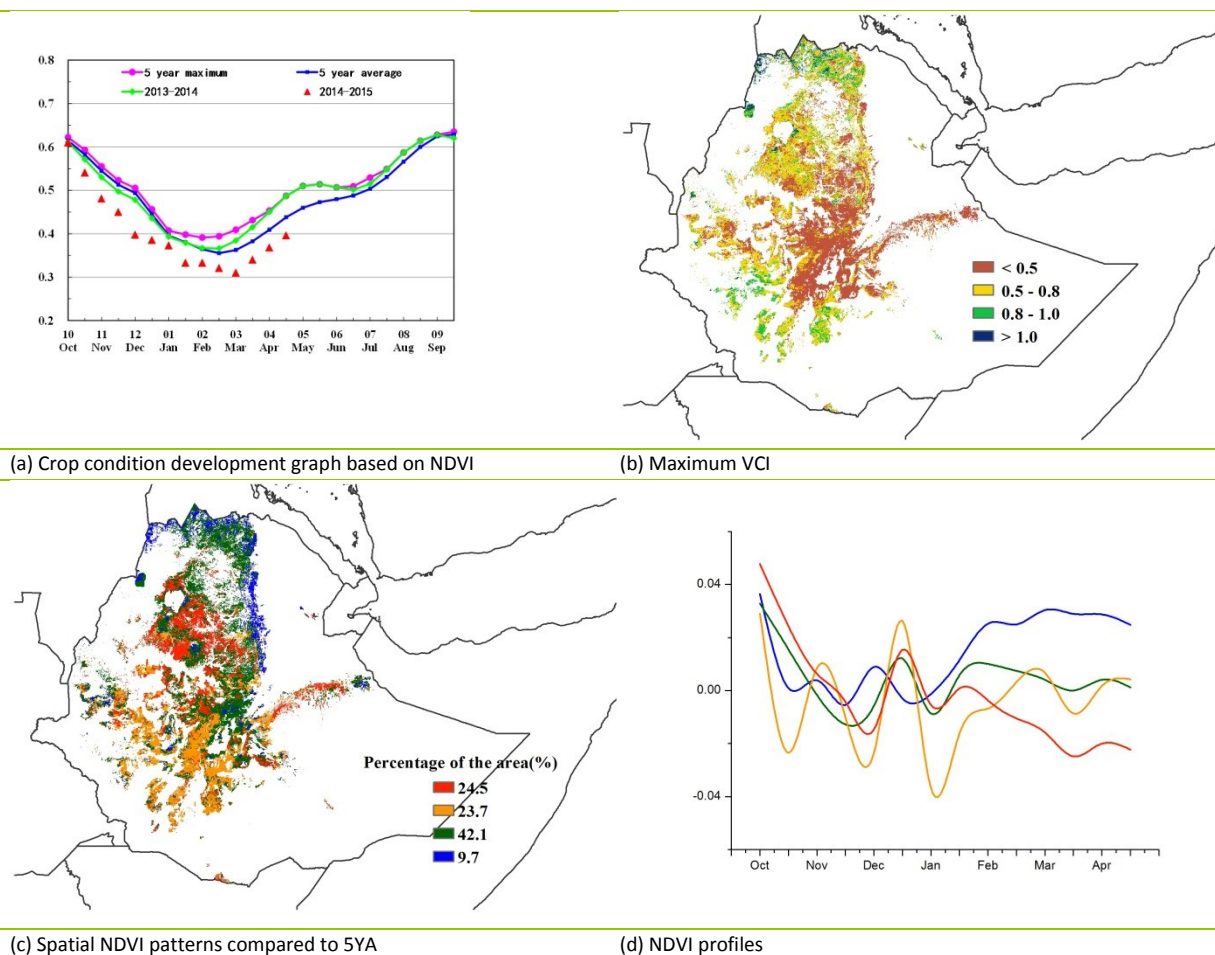 0.8
5 year maximum
5 year average
2013-2014
2014-2015
0.7
0.6
0.5
0.4
0.3
0.2
10 11 12 01 02 03 04 05 06 07 08 09
Oct Nov Dec Jan Feb Mar Apr May Jun Jul Aug Sep
< 0.5
0.5 - 0.8
0.8 - 1.0
> 1.0
(a) Crop condition development graph based on NDVI
(b) Maximum VCI
Percentage of the area(%)
24.5
23.7
42.1
9.7
0.04
0.00
-0.04
Oct Nov Dec Jan Feb Mar Apr
(c) Spatial NDVI patterns compared to 5YA
(d) NDVI profiles